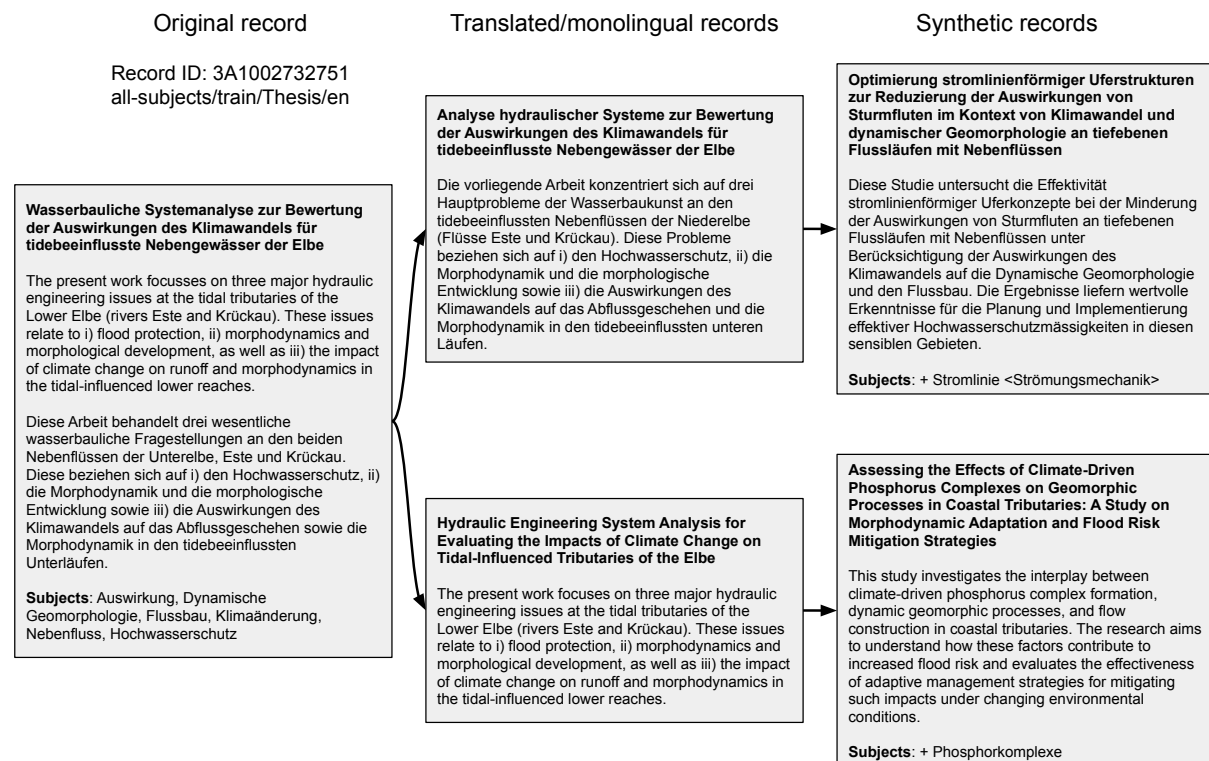 Original record
Record ID: 3A1002732751
all-subjects/train/Thesis/en
Wasserbauliche Systemanalyse zur Bewertung
der Auswirkungen des Klimawandels für
tidebeeinflusste Nebengewässer der Elbe
The present work focusses on three major hydraulic
engineering issues at the tidal tributaries of the
Lower Elbe (rivers Este and Krückau). These issues
relate to i) flood protection, ii) morphodynamics and
morphological development, as well as iii) the impact
of climate change on runoff and morphodynamics in
the tidal-influenced lower reaches.
Diese Arbeit behandelt drei wesentliche
wasserbauliche Fragestellungen an den beiden
Nebenflüssen der Unterelbe, Este und Krückau.
Diese beziehen sich auf i) den Hochwasserschutz, ii)
die Morphodynamik und die morphologische
Entwicklung sowie iii) die Auswirkungen des
Klimawandels auf das Abflussgeschehen sowie die
Morphodynamik in den tidebeeinflussten
Unterläufen.
Subjects: Auswirkung, Dynamische
Geomorphologie, Flussbau, Klimaänderung,
Nebenfluss, Hochwasserschutz
Translated/monolingual records
Analyse hydraulischer Systeme zur Bewertung
der Auswirkungen des Klimawandels für
tidebeeinflusste Nebengewässer der Elbe
Die vorliegende Arbeit konzentriert sich auf drei
Hauptprobleme der Wasserbaukunst an den
tidebeeinflussten Nebenflüssen der Niederelbe
(Flüsse Este und Krückau). Diese Probleme
beziehen sich auf i) den Hochwasserschutz, ii) die
Morphodynamik und die morphologische
Entwicklung sowie iii) die Auswirkungen des
Klimawandels auf das Abflussgeschehen und die
Morphodynamik in den tidebeeinflussten unteren
Läufen.
Hydraulic Engineering System Analysis for
Evaluating the Impacts of Climate Change on
Tidal-Influenced Tributaries of the Elbe
The present work focuses on three major hydraulic
engineering issues at the tidal tributaries of the
Lower Elbe (rivers Este and Krückau). These issues
relate to i) flood protection, ii) morphodynamics and
morphological development, as well as iii) the impact
of climate change on runoff and morphodynamics in
the tidal-influenced lower reaches.
Synthetic records
Optimierung stromlinienförmiger Uferstrukturen
zur Reduzierung der Auswirkungen von
Sturmfluten im Kontext von Klimawandel und
dynamischer Geomorphologie an tiefebenen
Flussläufen mit Nebenflüssen
Diese Studie untersucht die Effektivität
stromlinienförmiger Uferkonzepte bei der Minderung
der Auswirkungen von Sturmfluten an tiefebenen
Flussläufen mit Nebenflüssen unter
Berücksichtigung der Auswirkungen des
Klimawandels auf die Dynamische Geomorphologie
und den Flussbau. Die Ergebnisse liefern wertvolle
Erkenntnisse für die Planung und Implementierung
effektiver Hochwasserschutzmässigkeiten in diesen
sensiblen Gebieten.
Subjects: + Stromlinie <Strömungsmechanik>
Assessing the Effects of Climate-Driven
Phosphorus Complexes on Geomorphic
Processes in Coastal Tributaries: A Study on
Morphodynamic Adaptation and Flood Risk
Mitigation Strategies
This study investigates the interplay between
climate-driven phosphorus complex formation,
dynamic geomorphic processes, and flow
construction in coastal tributaries. The research aims
to understand how these factors contribute to
increased flood risk and evaluates the effectiveness
of adaptive management strategies for mitigating
such impacts under changing environmental
conditions.
Subjects: + Phosphorkomplexe